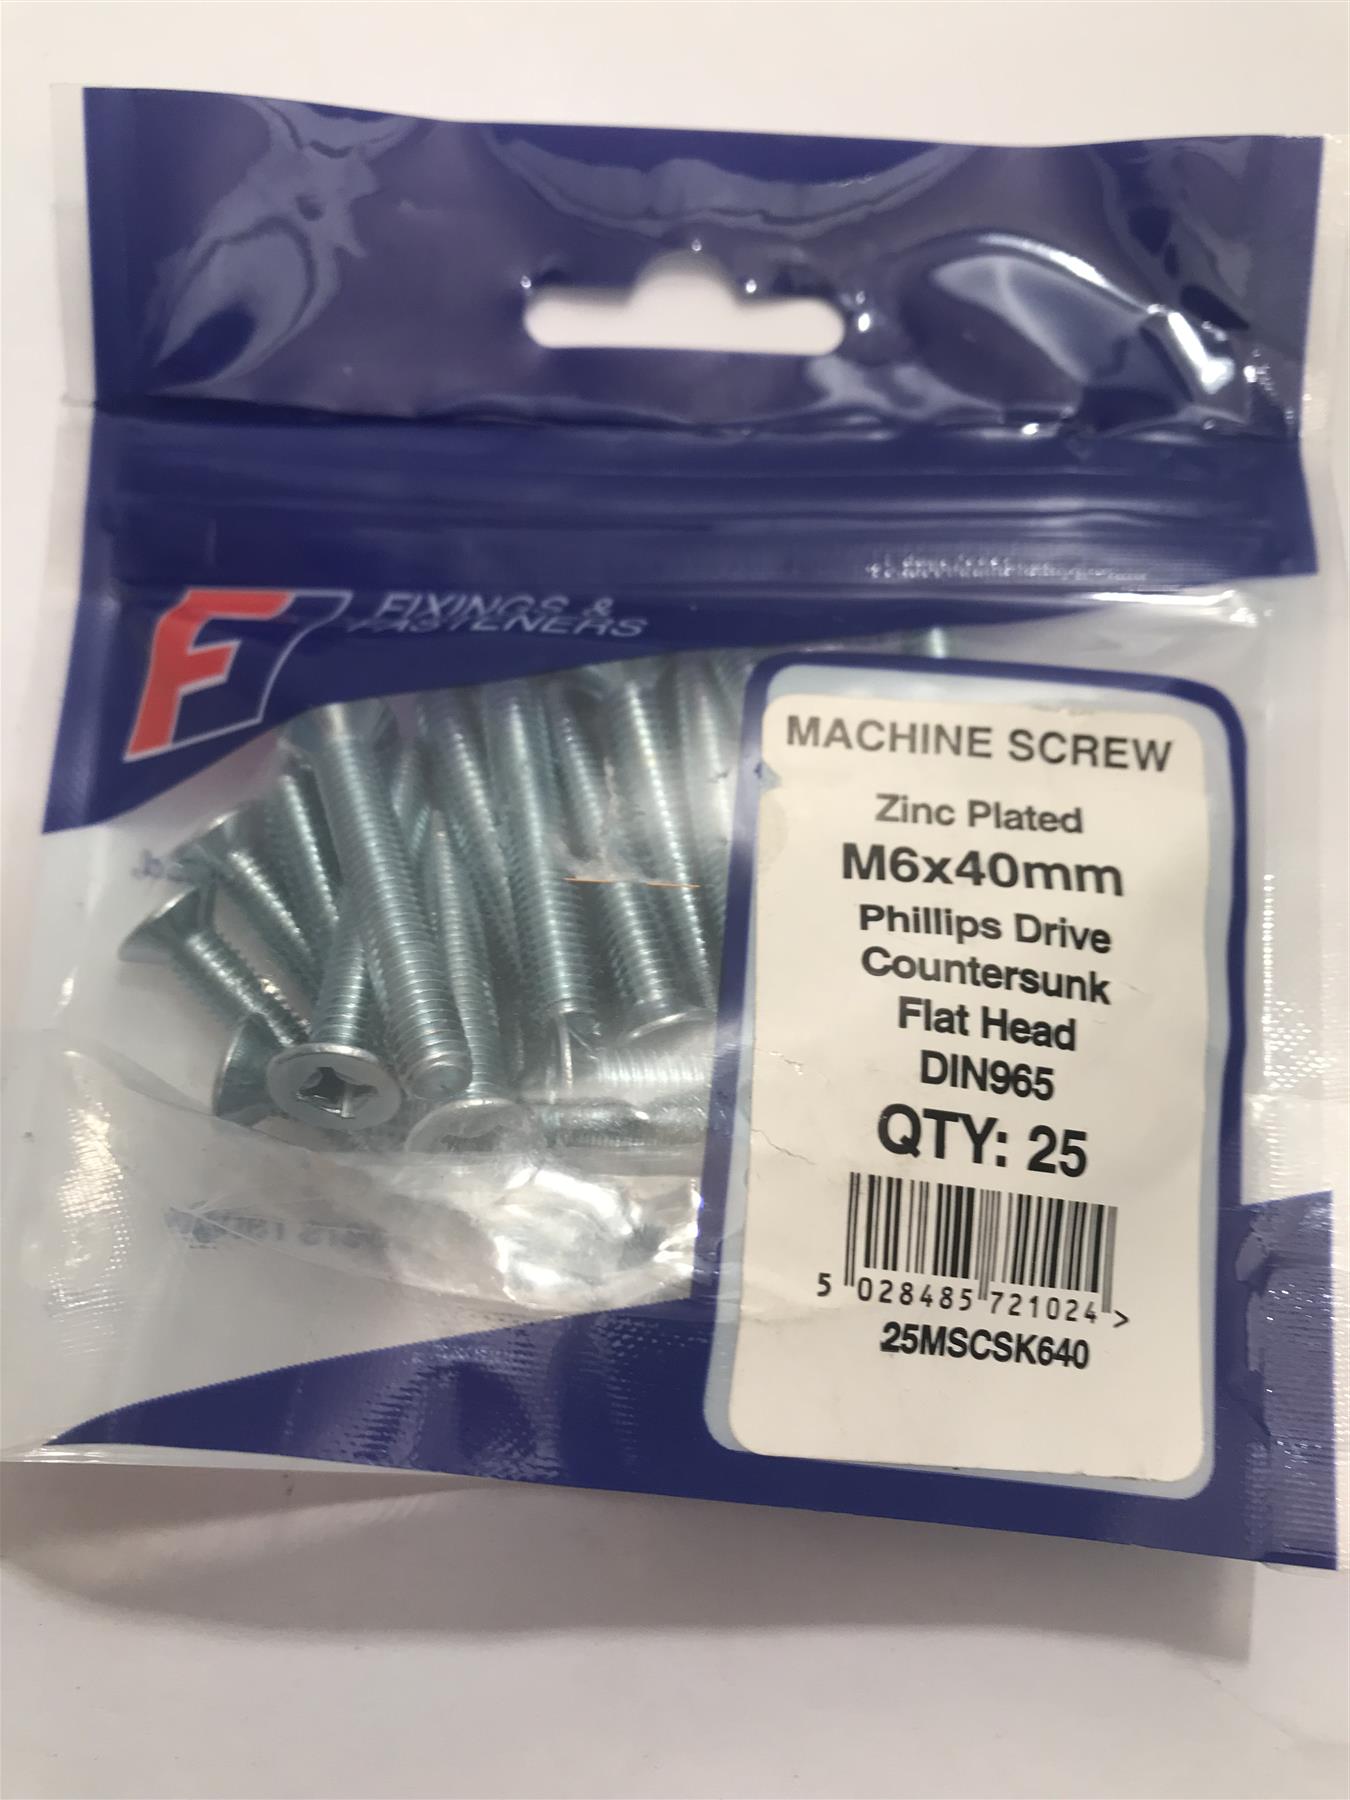 F
FIXINGS &
FASTENERS
MACHINE SCREW
Zinc Plated
M6x40mm
Phillips Drive
Countersunk
Flat Head
DIN965
QTY: 25
5 028485 721024 >
25MSCSK640